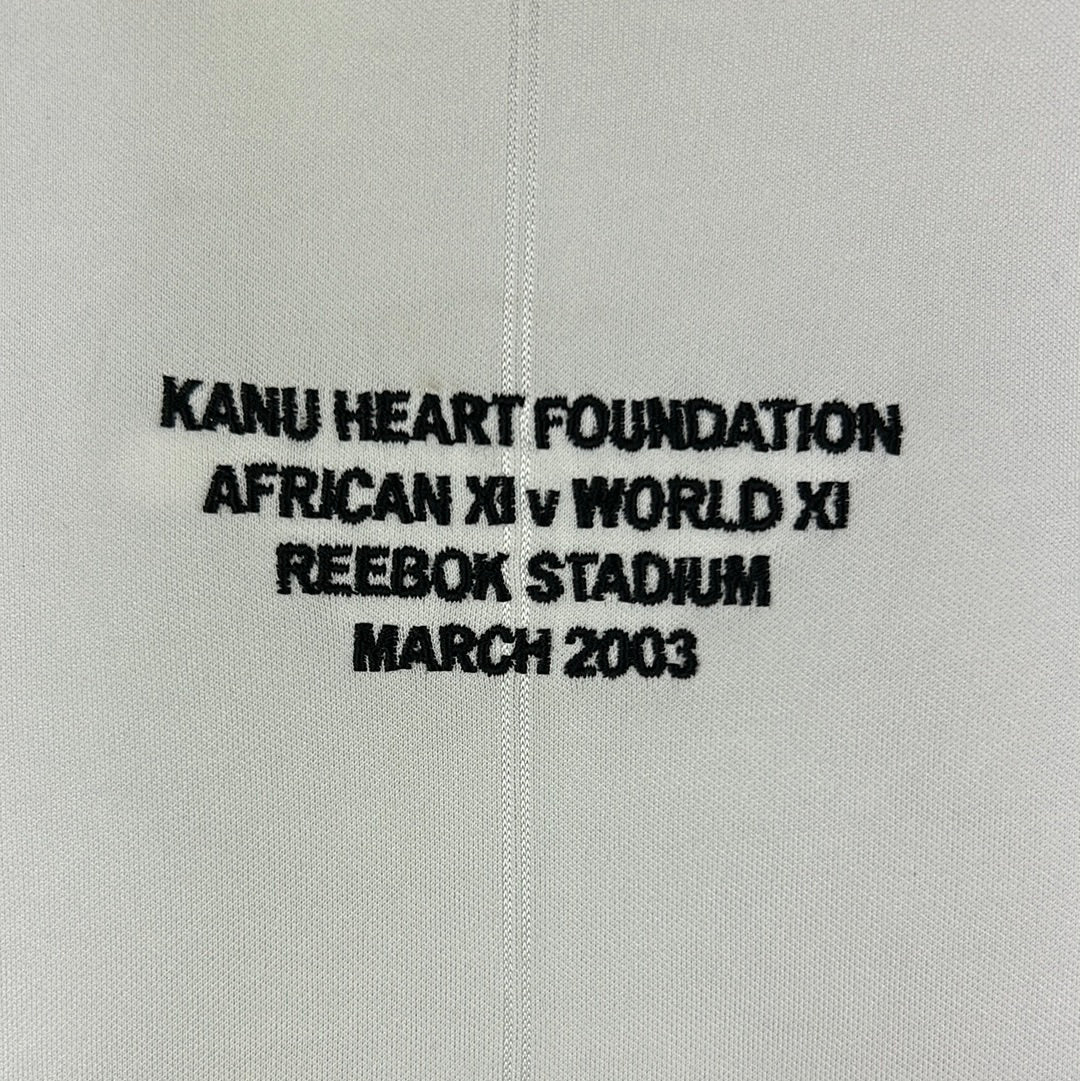 KANU HEART FOUNDATION
AFRICAN XI v WORLD XI
REEBOK STADIUM
MARCH 2003